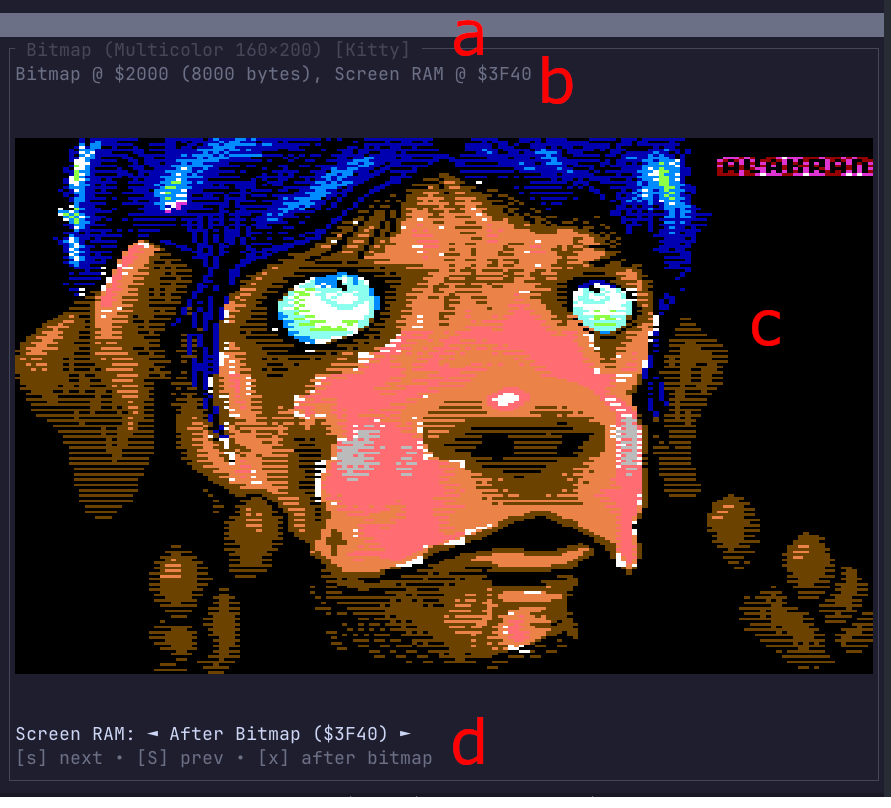 a
Bitmap (Multicolor 160×200) [Kitty]
Bitmap @ $2000 (8000 bytes), Screen RAM @ $3F40
b
c
Screen RAM: ◄ After Bitmap ($3F40) ►
d
[s] next • [S] prev • [x] after bitmap